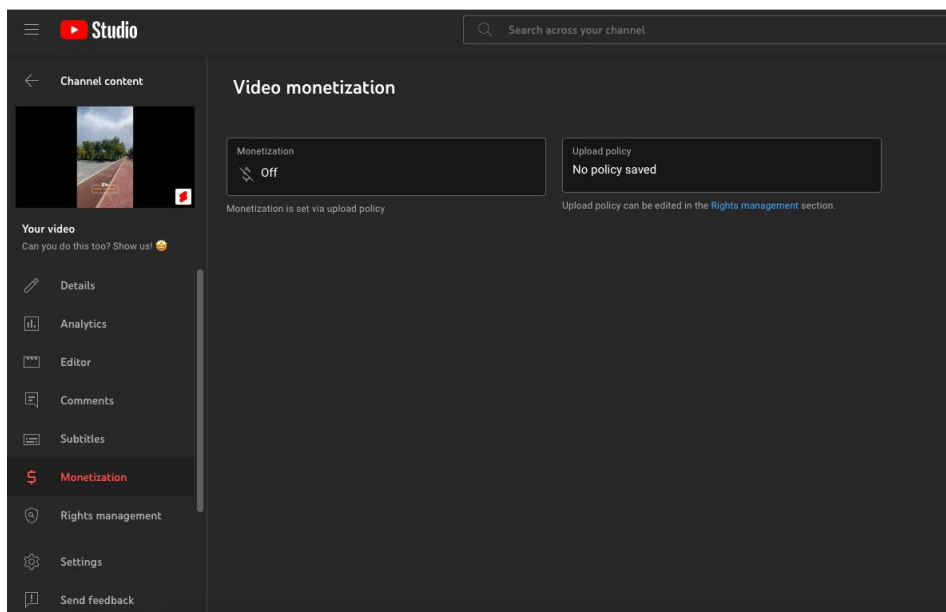 Studio
Search across your channel
Channel content
Video monetization
Monetization
Off
Monetization is set via upload policy
Upload policy
No policy saved
Upload policy can be edited in the Rights management section.
Your video
Can you do this too? Show us! 🤩
Details
Analytics
Editor
Comments
Subtitles
Monetization
Rights management
Settings
Send feedback